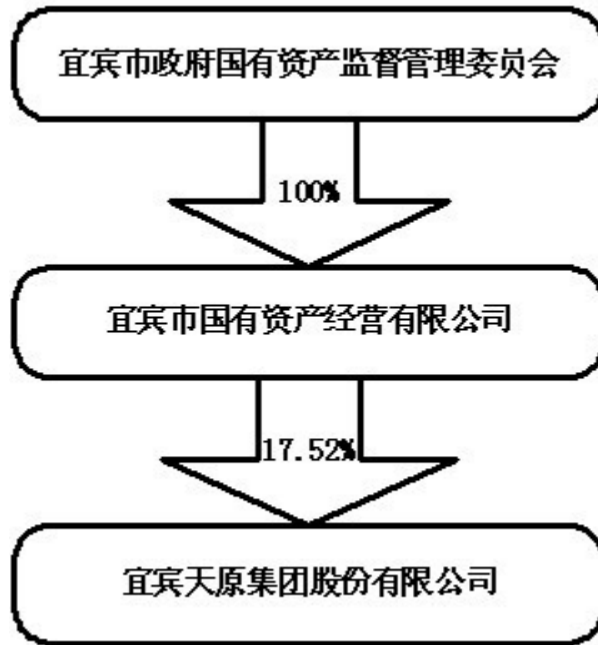 宜宾市政府国有资产监督管理委员会
100%
宜宾市国有资产经营有限公司
17.52%
宜宾天原集团股份有限公司